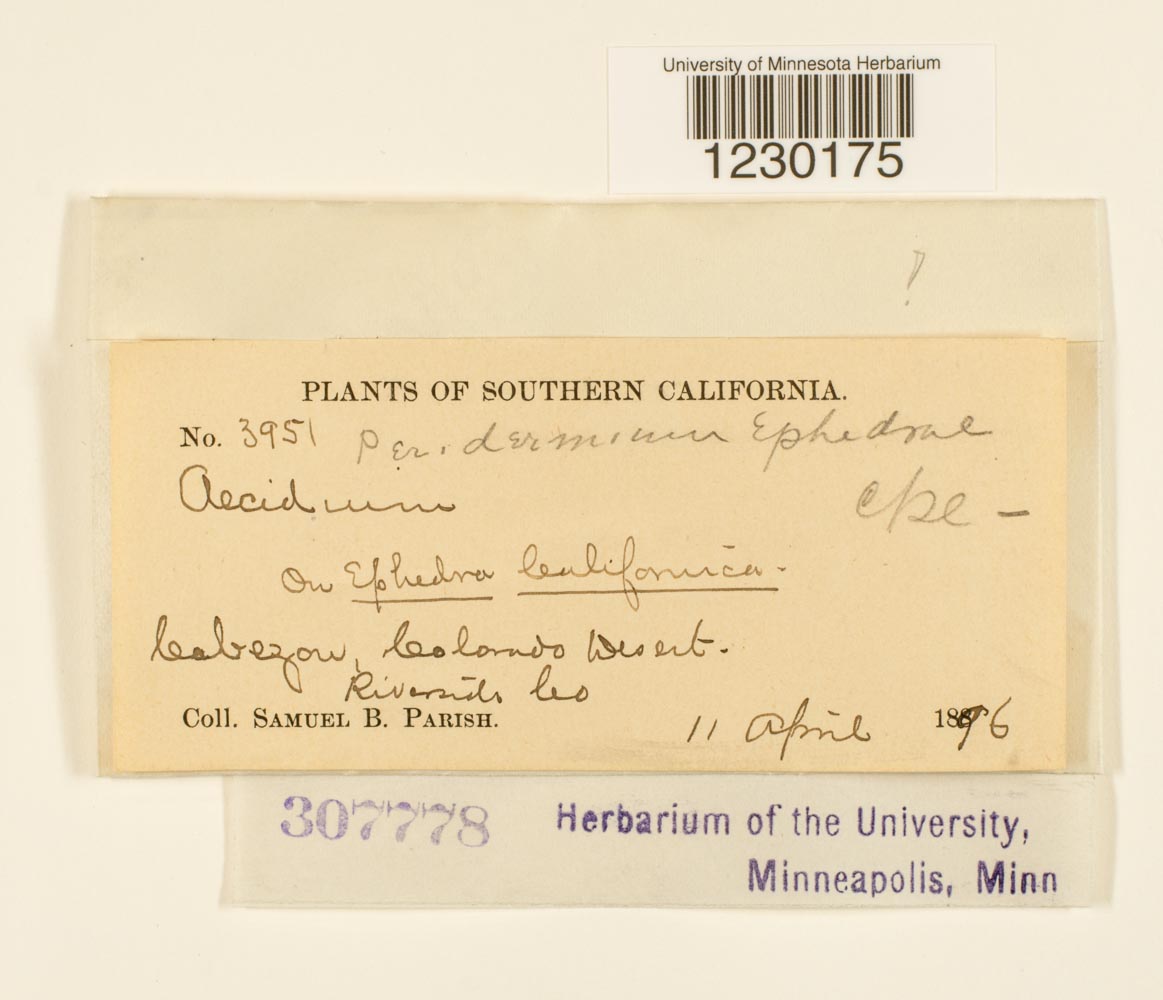 University of Minnesota Herbarium
1230175
!
PLANTS OF SOUTHERN CALIFORNIA.
No. 3951 Peridermium Ephedrae
Aecidium
Cke -
On Ephedra Californica.
Cabezon, Colorado Desert.
Riverside Co
Coll. SAMUEL B. PARISH.
11 April 1896
307778
Herbarium of the University,
Minneapolis, Minn